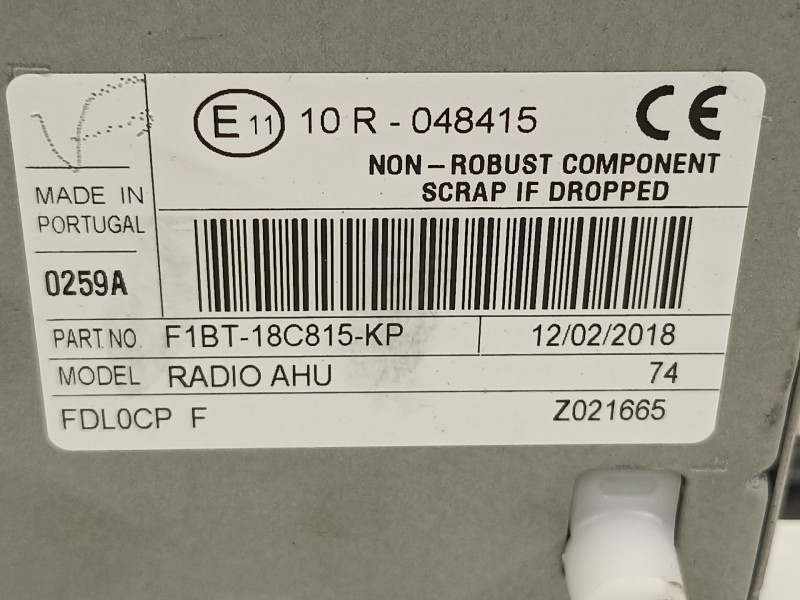 E 11 10 R - 048415 CE
NON-ROBUST COMPONENT
SCRAP IF DROPPED
MADE IN
PORTUGAL
0259A
PART.NO. F1BT-18C815-KP 12/02/2018
MODEL RADIO AHU 74
FDL0CP F Z021665